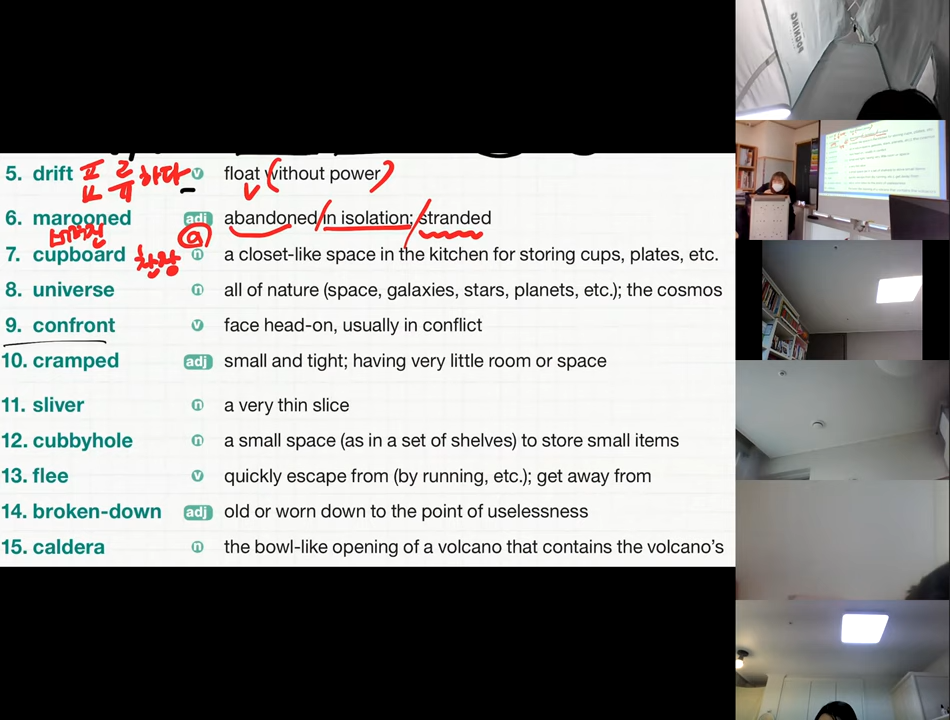 5. drift 표류하다 v float (without power)
6. marooned adj abandoned / in isolation; / stranded
버려진 a
7. cupboard 찬장 n a closet-like space in the kitchen for storing cups, plates, etc.
8. universe n all of nature (space, galaxies, stars, planets, etc.); the cosmos
9. confront v face head-on, usually in conflict
10. cramped adj small and tight; having very little room or space
11. sliver n a very thin slice
12. cubbyhole n a small space (as in a set of shelves) to store small items
13. flee v quickly escape from (by running, etc.); get away from
14. broken-down adj old or worn down to the point of uselessness
15. caldera n the bowl-like opening of a volcano that contains the volcano's